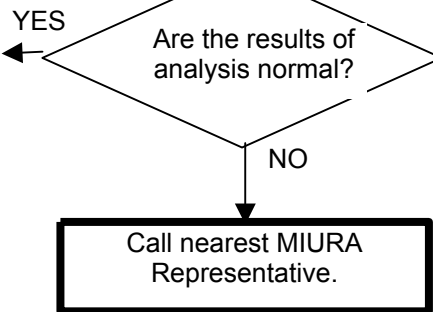 YES
Are the results of
analysis normal?
NO
Call nearest MIURA
Representative.